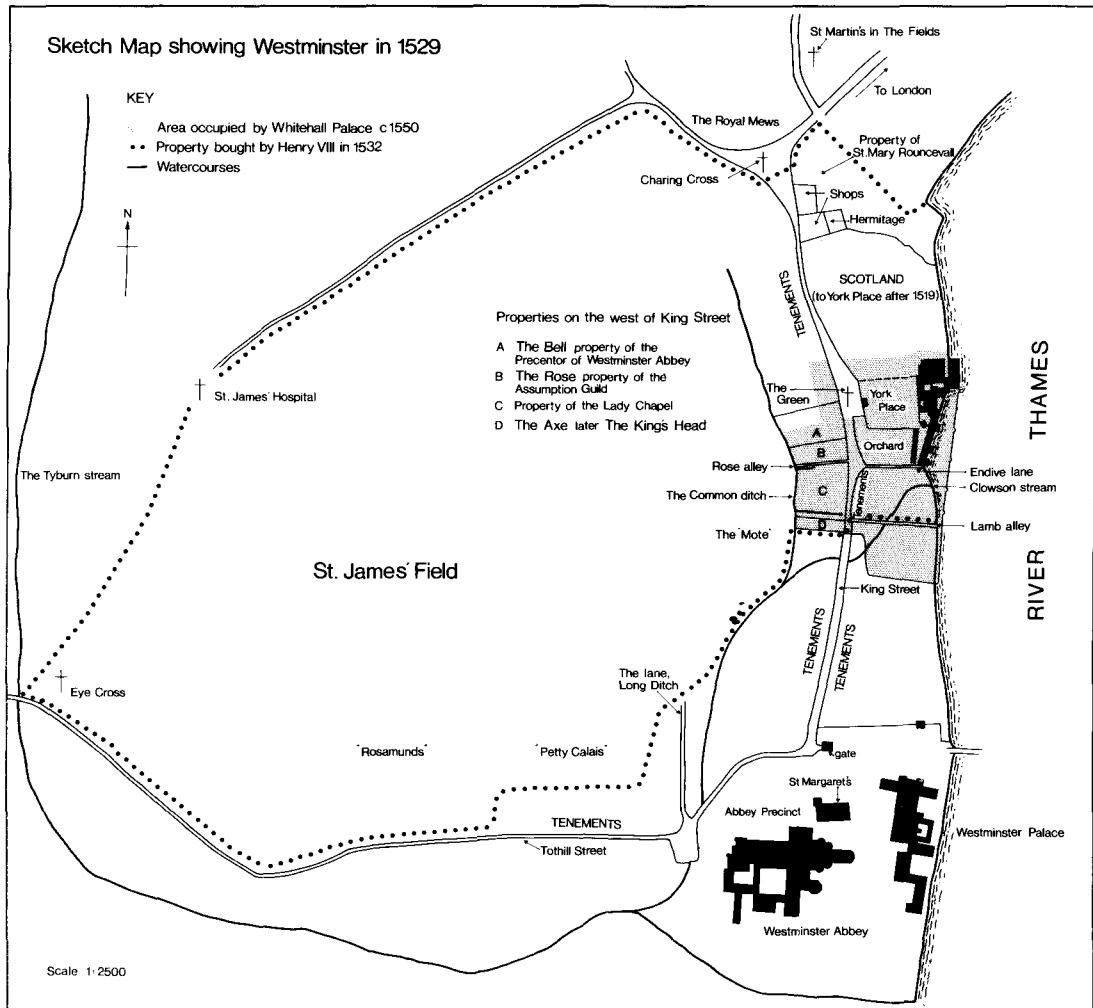 Sketch Map showing Westminster in 1529
KEY
Area occupied by Whitehall Palace c1550
Property bought by Henry VIII in 1532
Watercourses
N
St Martin's in The Fields
To London
The Royal Mews
Property of
St. Mary Rouncevall
Charing Cross
Shops
Hermitage
SCOTLAND
(to York Place after 1519)
TENEMENTS
Properties on the west of King Street
A The Bell property of the
Precentor of Westminster Abbey
B The Rose property of the
Assumption Guild
C Property of the Lady Chapel
D The Axe later The King's Head
St. James' Hospital
The Green
York
Place
A
B
Orchard
Rose alley
Endive lane
The Tyburn stream
C
Tenements
Clowson stream
The Common ditch
D
Lamb alley
The 'Mote'
RIVER THAMES
St. James' Field
King Street
TENEMENTS
TENEMENTS
The lane,
Long Ditch
Eye Cross
'Rosamunds'
'Petty Calais'
gate
St Margaret's
Abbey Precinct
TENEMENTS
Tothill Street
Westminster Palace
Westminster Abbey
Scale 1:2500